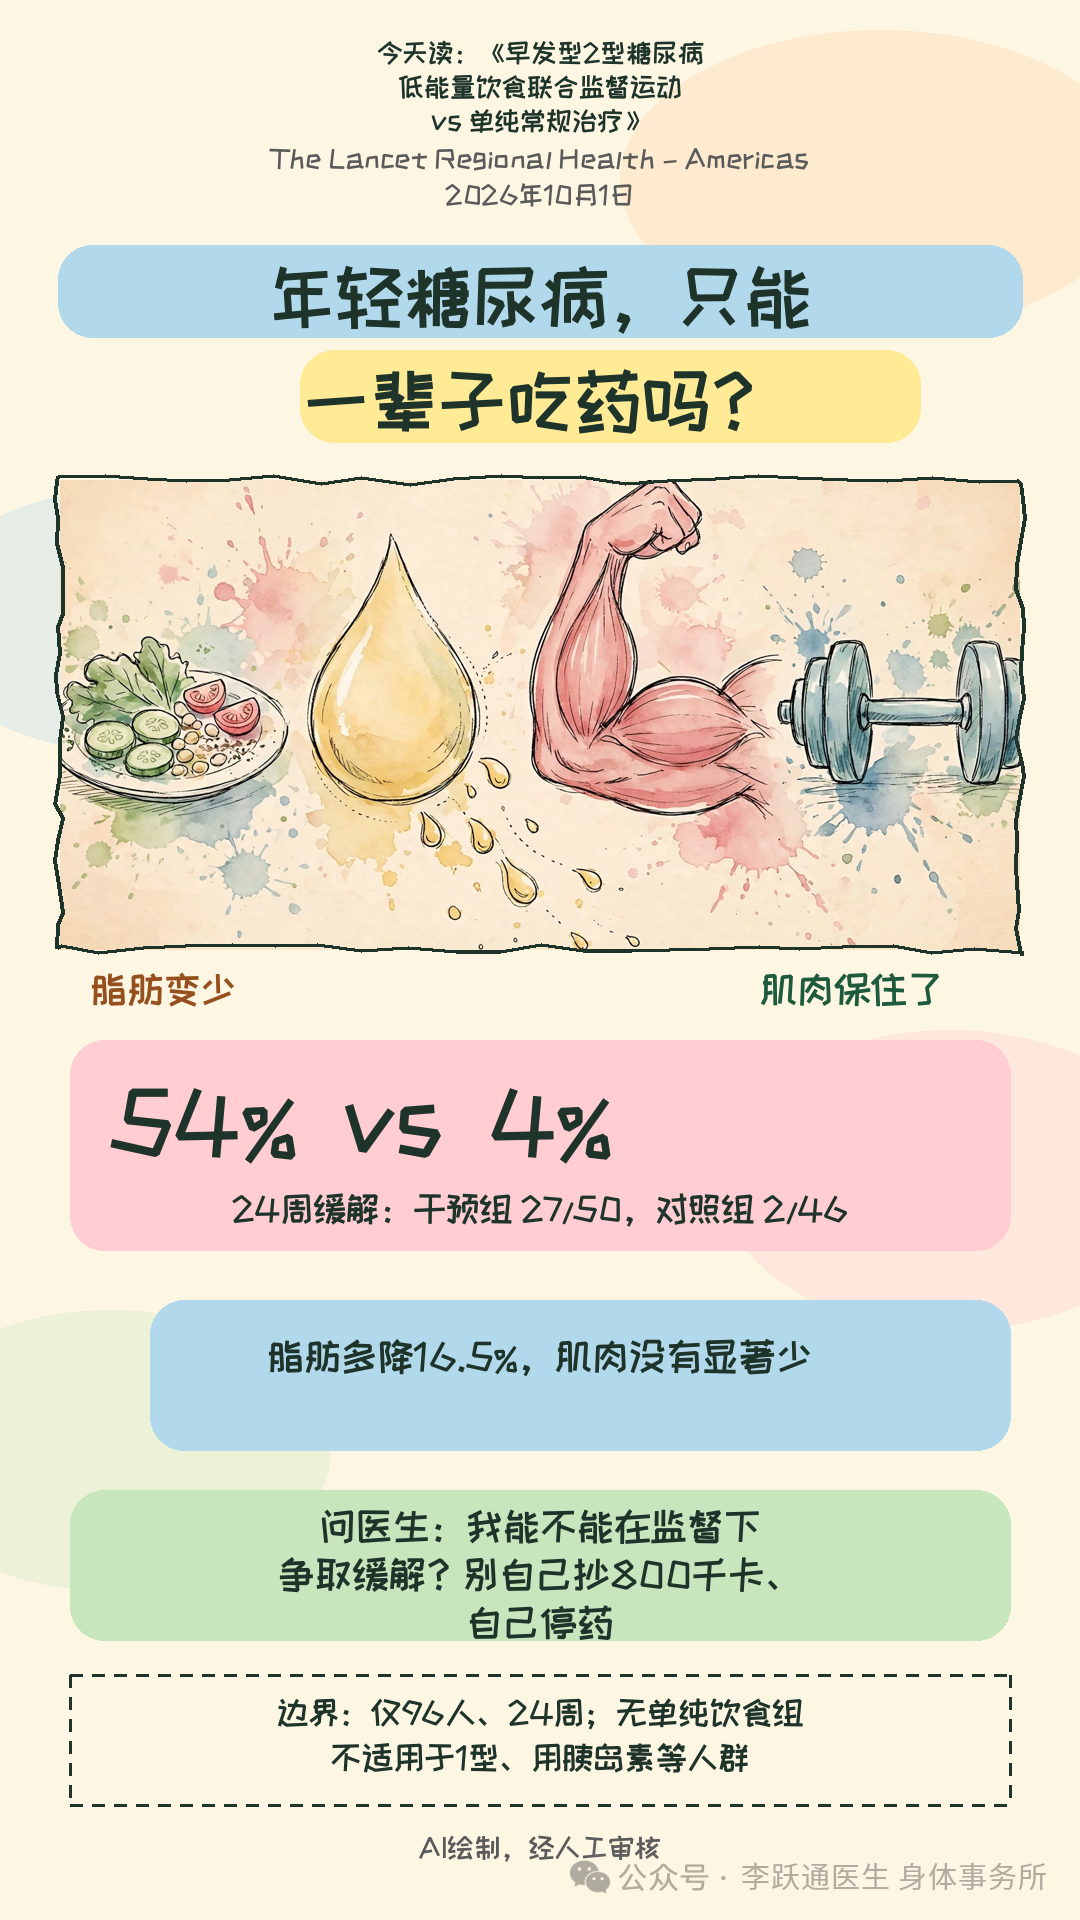 今天读：《早发型2型糖尿病
低能量饮食联合监督运动
vs 单纯常规治疗》
The Lancet Regional Health – Americas
2026年10月1日
年轻糖尿病，只能
一辈子吃药吗？
脂肪变少
肌肉保住了
54% vs 4%
24周缓解：干预组 27/50，对照组 2/46
脂肪多降16.5%，肌肉没有显著少
问医生：我能不能在监督下
争取缓解？别自己抄800千卡、
自己停药
边界：仅96人、24周；无单纯饮食组
不适用于1型、用胰岛素等人群
AI绘制，经人工审核
公众号 · 李跃通医生 身体事务所